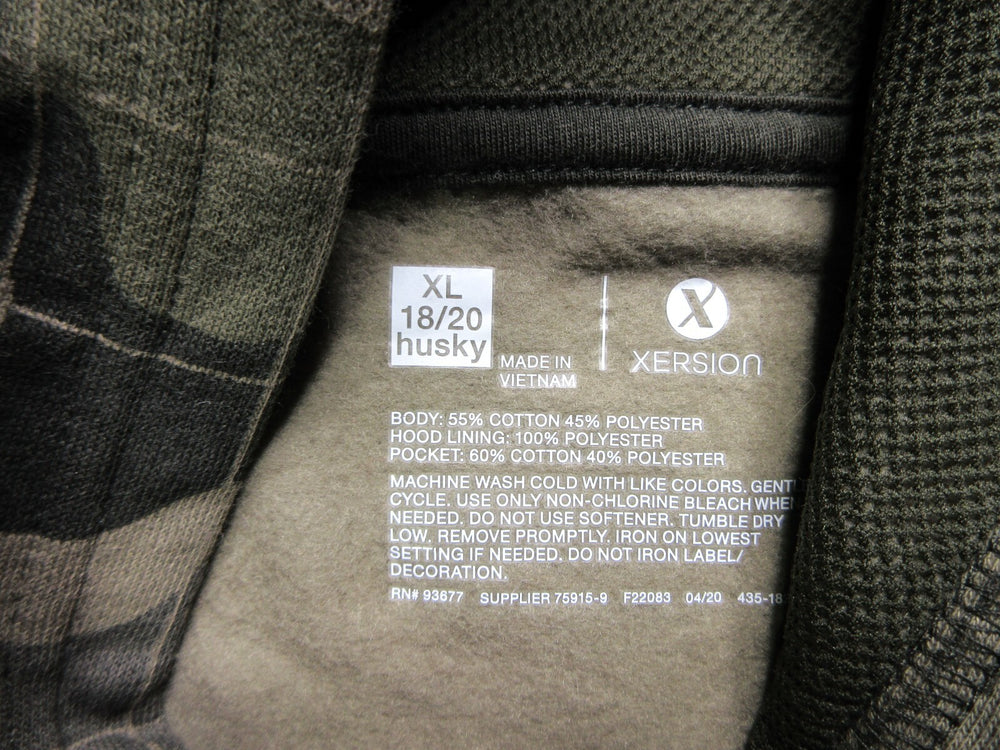 XL
18/20
husky
MADE IN
VIETNAM
X
XERSION
BODY: 55% COTTON 45% POLYESTER
HOOD LINING: 100% POLYESTER
POCKET: 60% COTTON 40% POLYESTER
MACHINE WASH COLD WITH LIKE COLORS. GENTL
CYCLE. USE ONLY NON-CHLORINE BLEACH WHEN
NEEDED. DO NOT USE SOFTENER. TUMBLE DRY
LOW. REMOVE PROMPTLY. IRON ON LOWEST
SETTING IF NEEDED. DO NOT IRON LABEL/
DECORATION.
RN# 93677 SUPPLIER 75915-9 F22083 04/20 435-18